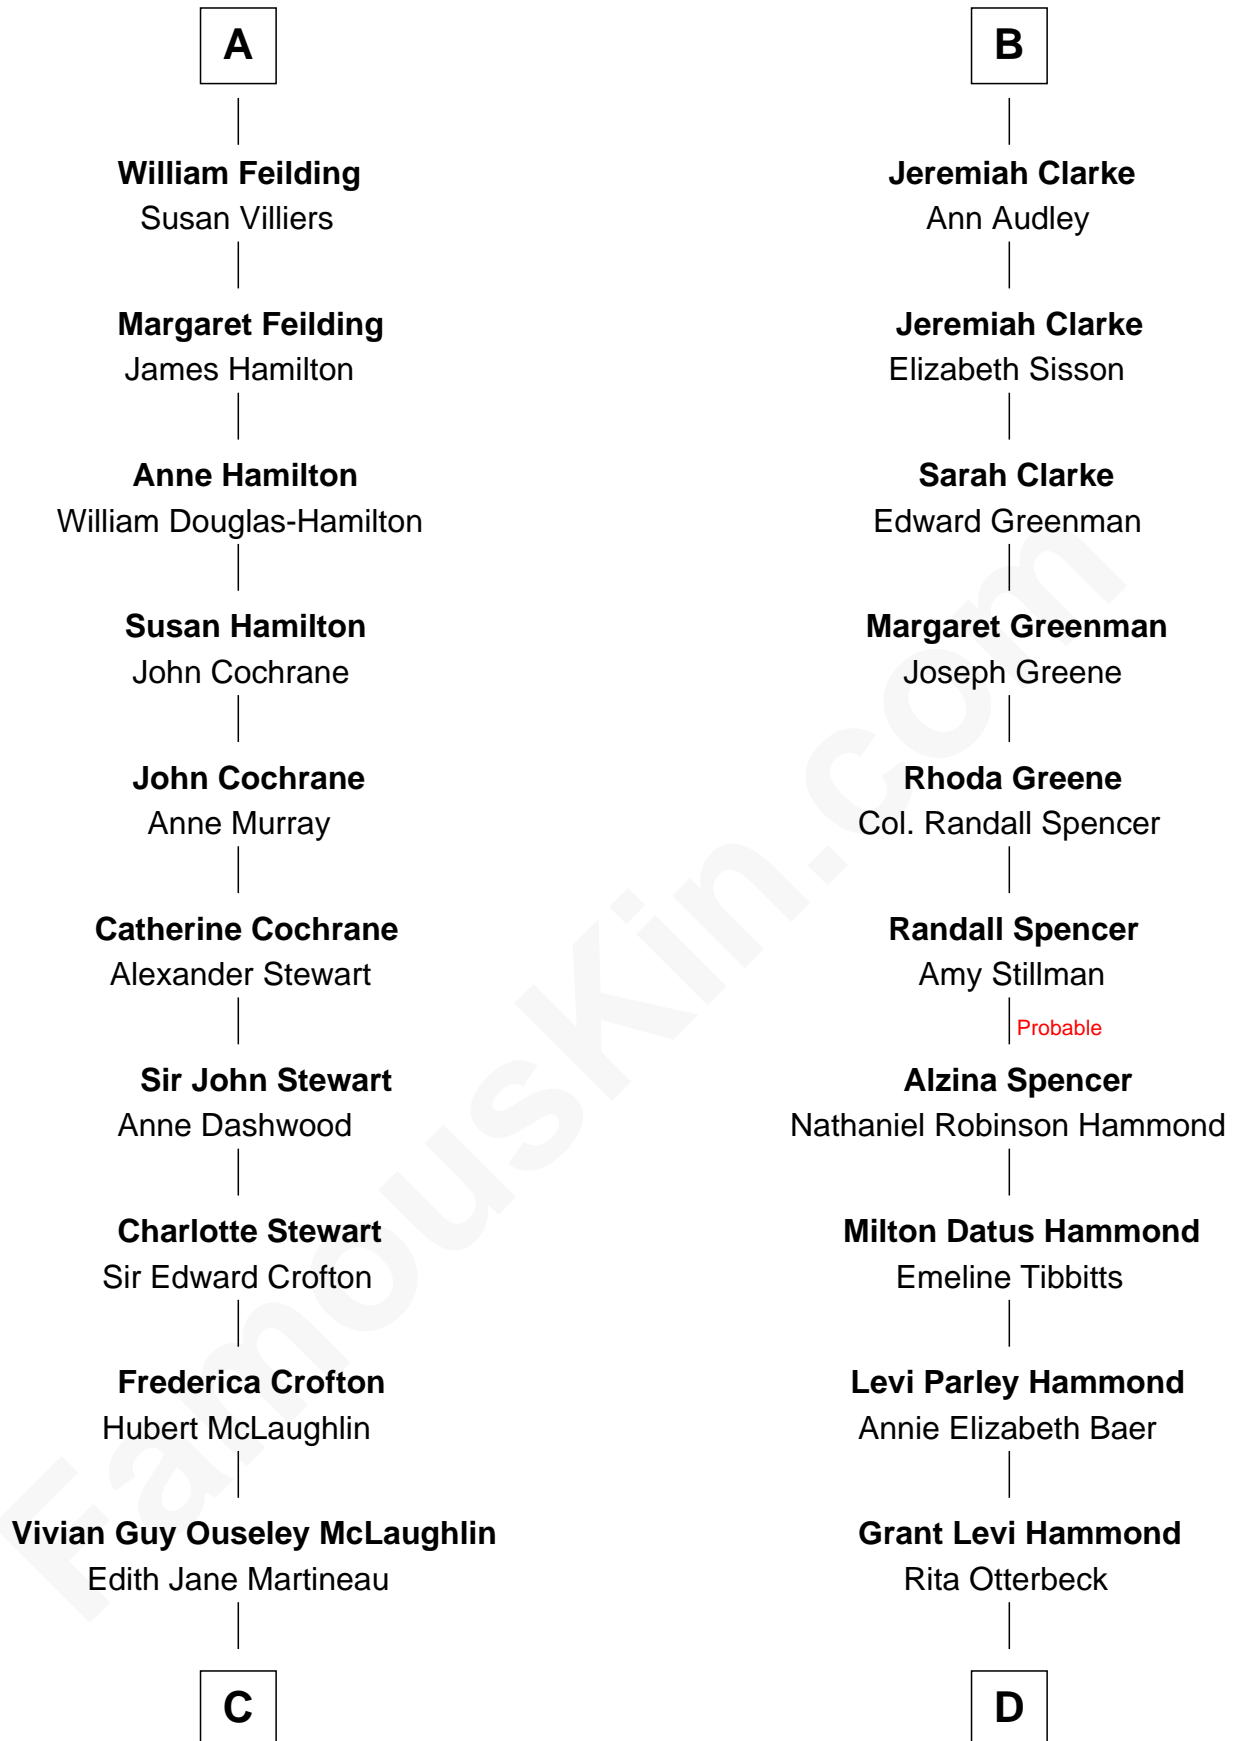 A
William Feilding
Susan Villiers
Margaret Feilding
James Hamilton
Anne Hamilton
William Douglas-Hamilton
Susan Hamilton
John Cochrane
John Cochrane
Anne Murray
Catherine Cochrane
Alexander Stewart
Sir John Stewart
Anne Dashwood
Charlotte Stewart
Sir Edward Crofton
Frederica Crofton
Hubert McLaughlin
Vivian Guy Ouseley McLaughlin
Edith Jane Martineau
C
B
Jeremiah Clarke
Ann Audley
Jeremiah Clarke
Elizabeth Sisson
Sarah Clarke
Edward Greenman
Margaret Greenman
Joseph Greene
Rhoda Greene
Col. Randall Spencer
Randall Spencer
Amy Stillman
Probable
Alzina Spencer
Nathaniel Robinson Hammond
Milton Datus Hammond
Emeline Tibbitts
Levi Parley Hammond
Annie Elizabeth Baer
Grant Levi Hammond
Rita Otterbeck
D
FamousKin.com